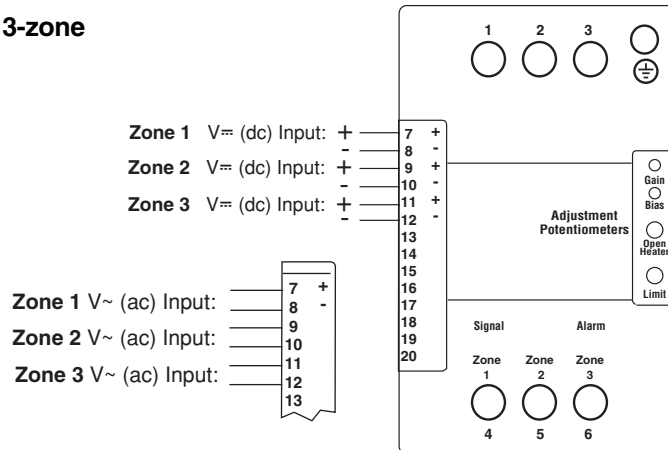 3-zone
1 2 3
Zone 1 V⎓ (dc) Input: +
-
Zone 2 V⎓ (dc) Input: +
-
Zone 3 V⎓ (dc) Input: +
-
7 +
8 -
9 +
10 -
11 +
12 -
13
14
15
16
17
18
19
20
Gain
Bias
Open
Heater
Limit
Adjustment
Potentiometers
Zone 1 V~ (ac) Input:
Zone 2 V~ (ac) Input:
Zone 3 V~ (ac) Input:
7 +
8 -
9
10
11
12
13
Signal Alarm
Zone Zone Zone
1 2 3
4 5 6